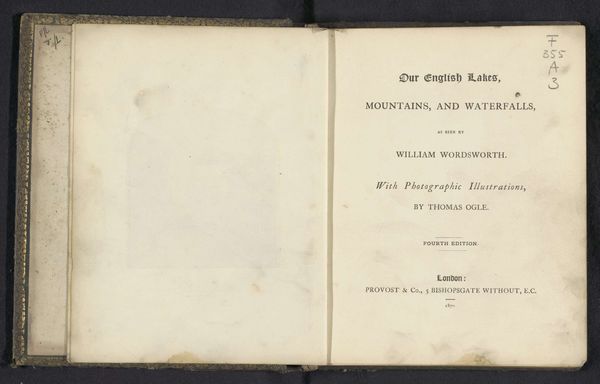 F
355
A
3
Our English Lakes,
MOUNTAINS, AND WATERFALLS,
AS SEEN BY
WILLIAM WORDSWORTH.
With Photographic Illustrations,
BY THOMAS OGLE.
FOURTH EDITION.
London:
PROVOST & Co., 5 BISHOPSGATE WITHOUT, E.C.